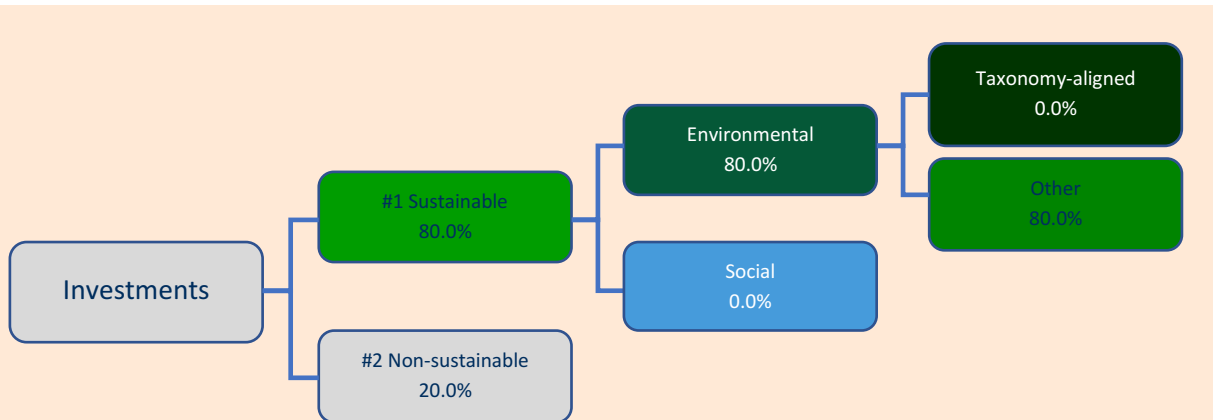 Investments
#1 Sustainable
80.0%
#2 Non-sustainable
20.0%
Environmental
80.0%
Social
0.0%
Taxonomy-aligned
0.0%
Other
80.0%